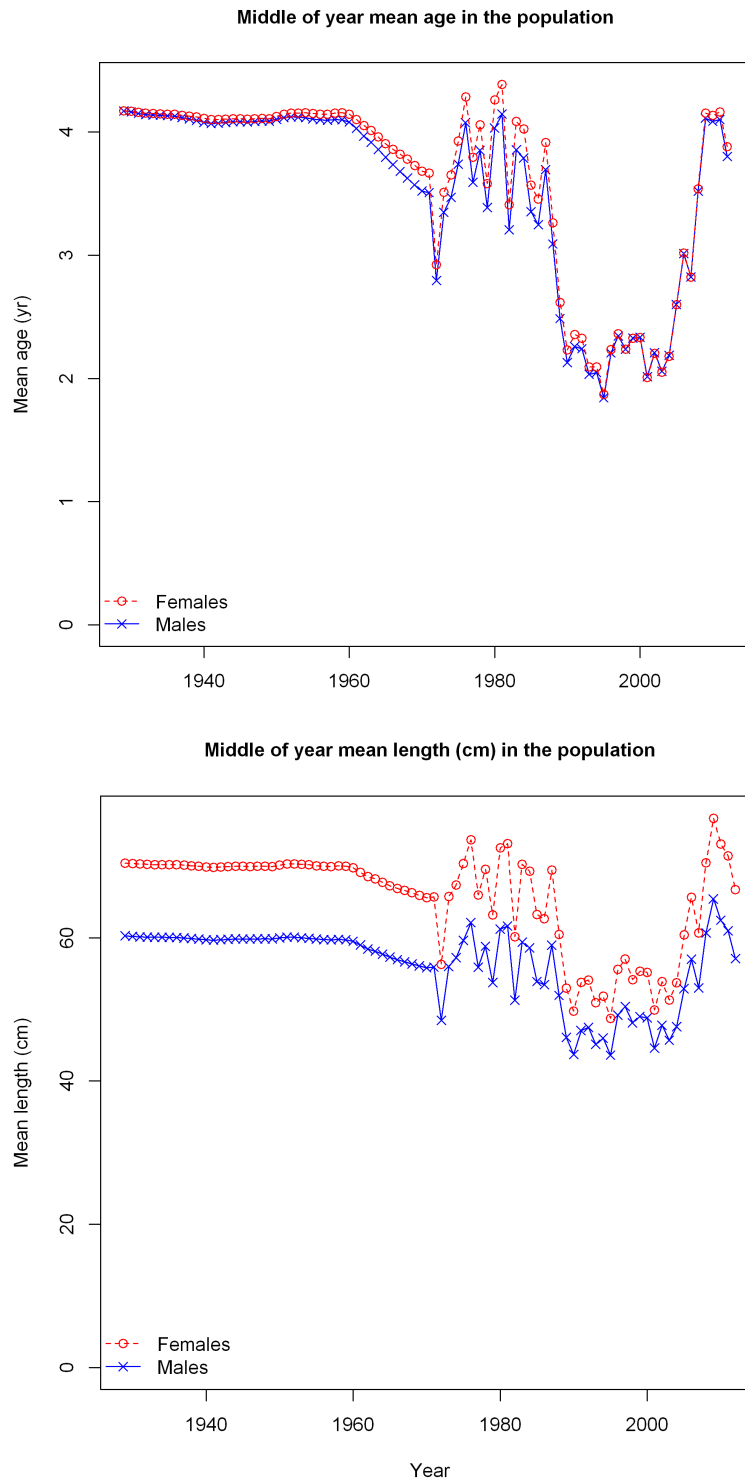 Middle of year mean age in the population
4
3
2
1
0
Mean age (yr)
Females
Males
1940 1960 1980 2000
Middle of year mean length (cm) in the population
60
40
20
0
Mean length (cm)
Females
Males
1940 1960 1980 2000
Year